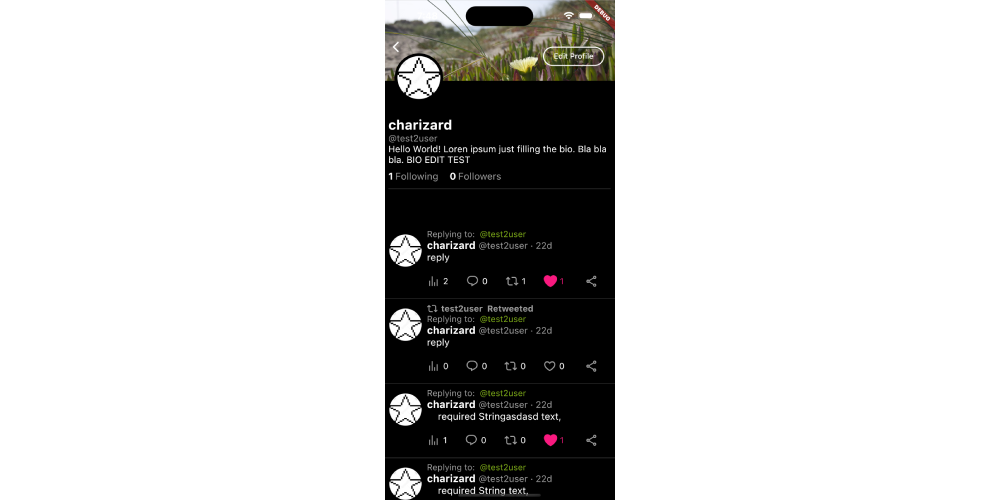 DEBUG
Edit Profile
charizard
@test2user
Hello World! Loren ipsum just filling the bio. Bla bla
bla. BIO EDIT TEST
1 Following 0 Followers
Replying to: @test2user
charizard @test2user · 22d
reply
2 0 1 1
test2user Retweeted
Replying to: @test2user
charizard @test2user · 22d
reply
0 0 0 0
Replying to: @test2user
charizard @test2user · 22d
required Stringasdasd text,
1 0 0 1
Replying to: @test2user
charizard @test2user · 22d
required String text,